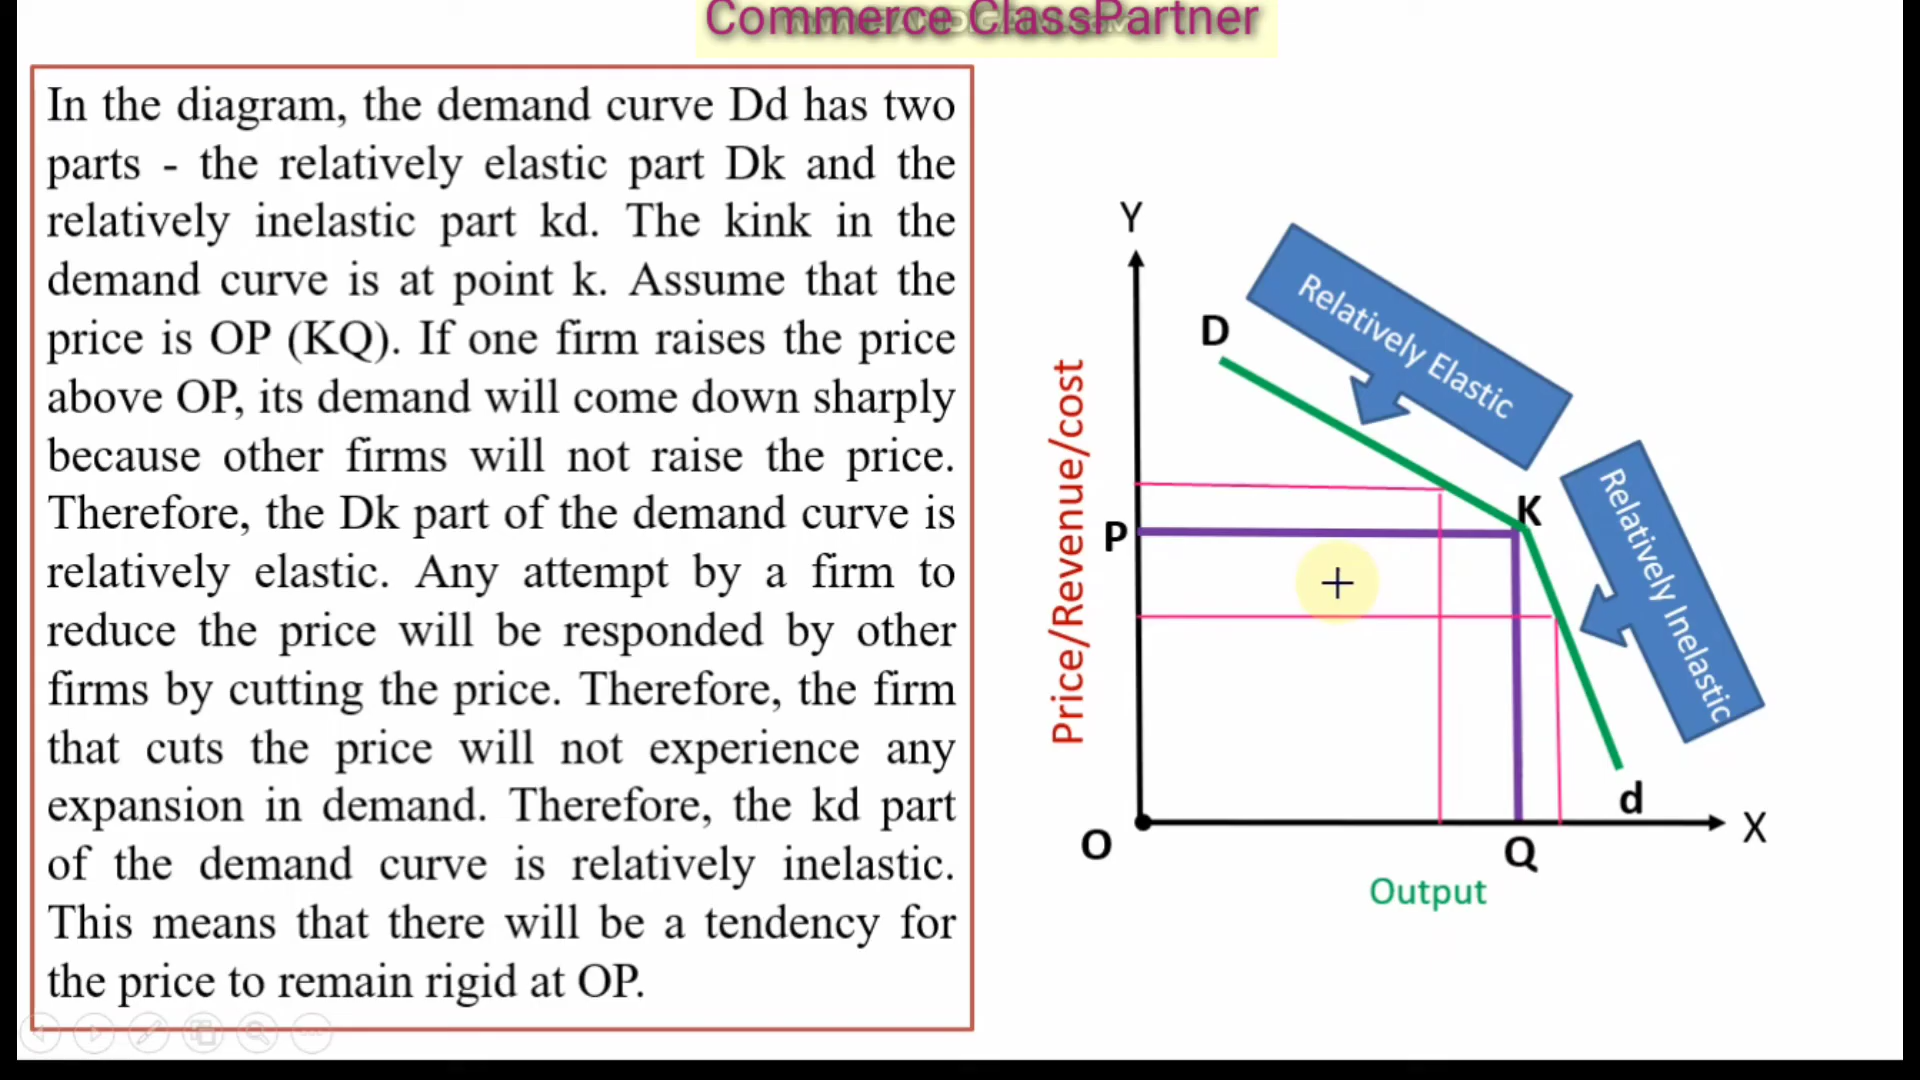 Commerce ClassPartner
In the diagram, the demand curve Dd has two
parts - the relatively elastic part Dk and the
relatively inelastic part kd. The kink in the
demand curve is at point k. Assume that the
price is OP (KQ). If one firm raises the price
above OP, its demand will come down sharply
because other firms will not raise the price.
Therefore, the Dk part of the demand curve is
relatively elastic. Any attempt by a firm to
reduce the price will be responded by other
firms by cutting the price. Therefore, the firm
that cuts the price will not experience any
expansion in demand. Therefore, the kd part
of the demand curve is relatively inelastic.
This means that there will be a tendency for
the price to remain rigid at OP.
Y
Relatively Elastic
D
Price/Revenue/cost
Relatively Inelastic
K
P
d
X
O
Q
Output